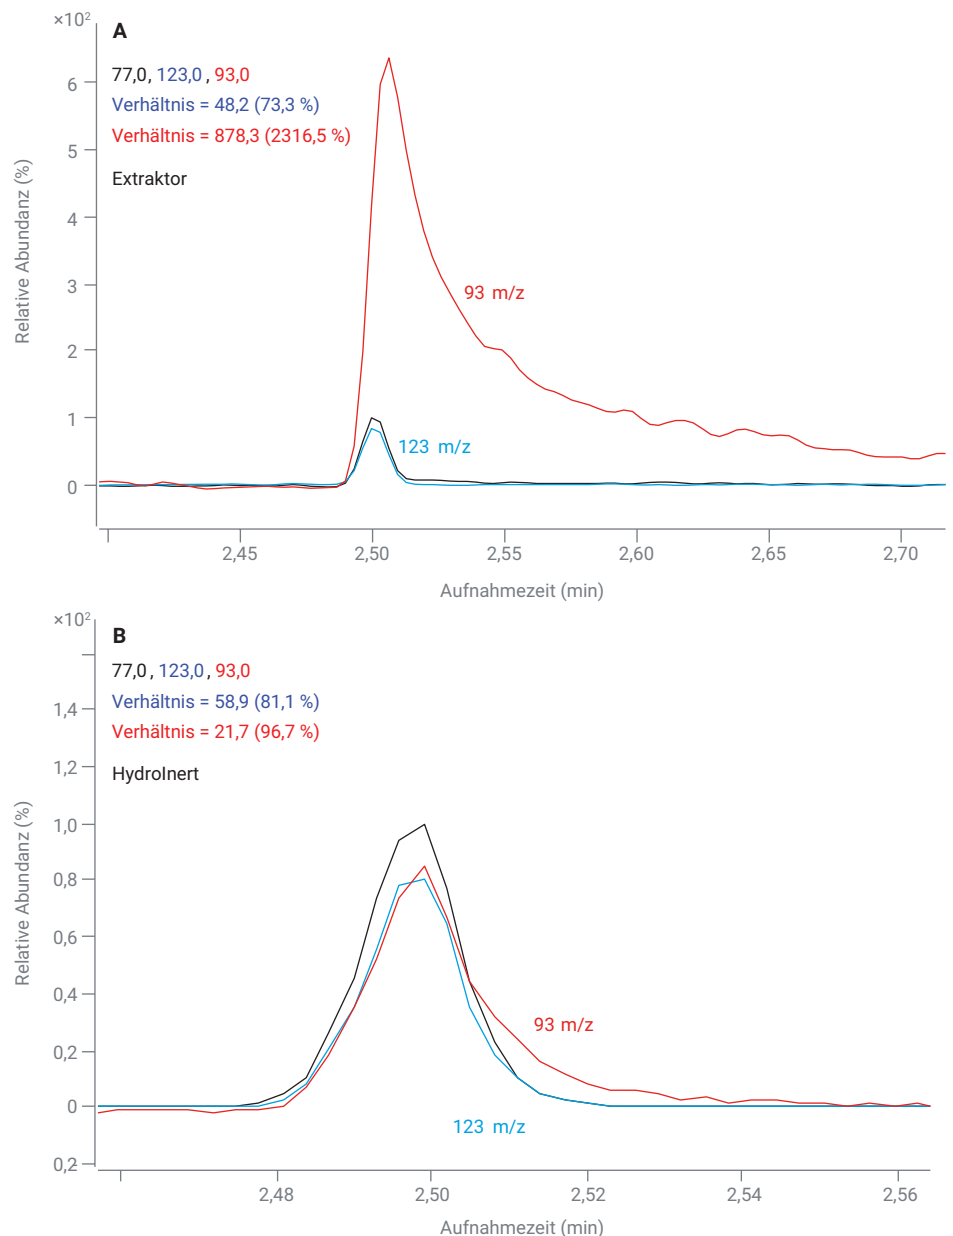 ×10²
A
77,0, 123,0, 93,0
Verhältnis = 48,2 (73,3 %)
Verhältnis = 878,3 (2316,5 %)
Extraktor
Relative Abundanz (%)
6
5
4
3
2
1
0
93 m/z
123 m/z
2,45 2,50 2,55 2,60 2,65 2,70
Aufnahmezeit (min)
×10²
B
77,0, 123,0, 93,0
Verhältnis = 58,9 (81,1 %)
Verhältnis = 21,7 (96,7 %)
HydroInert
Relative Abundanz (%)
1,4
1,2
1,0
0,8
0,6
0,4
0,2
0
0,2
93 m/z
123 m/z
2,48 2,50 2,52 2,54 2,56
Aufnahmezeit (min)